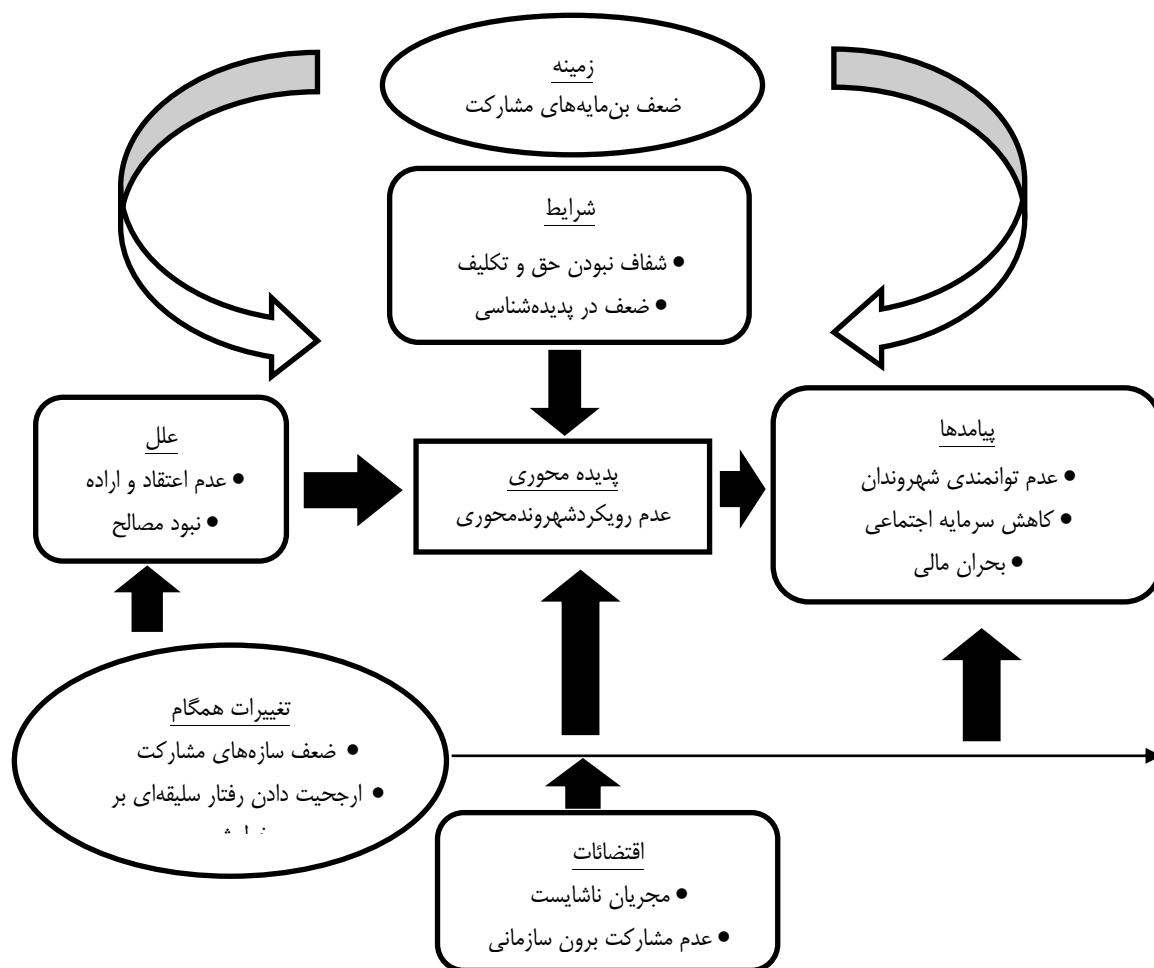 زمینه
ضعف بن‌مایه‌های مشارکت
شرایط
● شفاف نبودن حق و تکلیف
● ضعف در پدیده‌شناسی
علل
● عدم اعتقاد و اراده
● نبود مصالح
پدیده محوری
عدم رویکردشهروندمحوری
پیامدها
● عدم توانمندی شهروندان
● کاهش سرمایه اجتماعی
● بحران مالی
تغییرات همگام
● ضعف سازه‌های مشارکت
● ارجحیت دادن رفتار سلیقه‌ای بر
اقتضائات
● مجریان ناشایست
● عدم مشارکت برون سازمانی